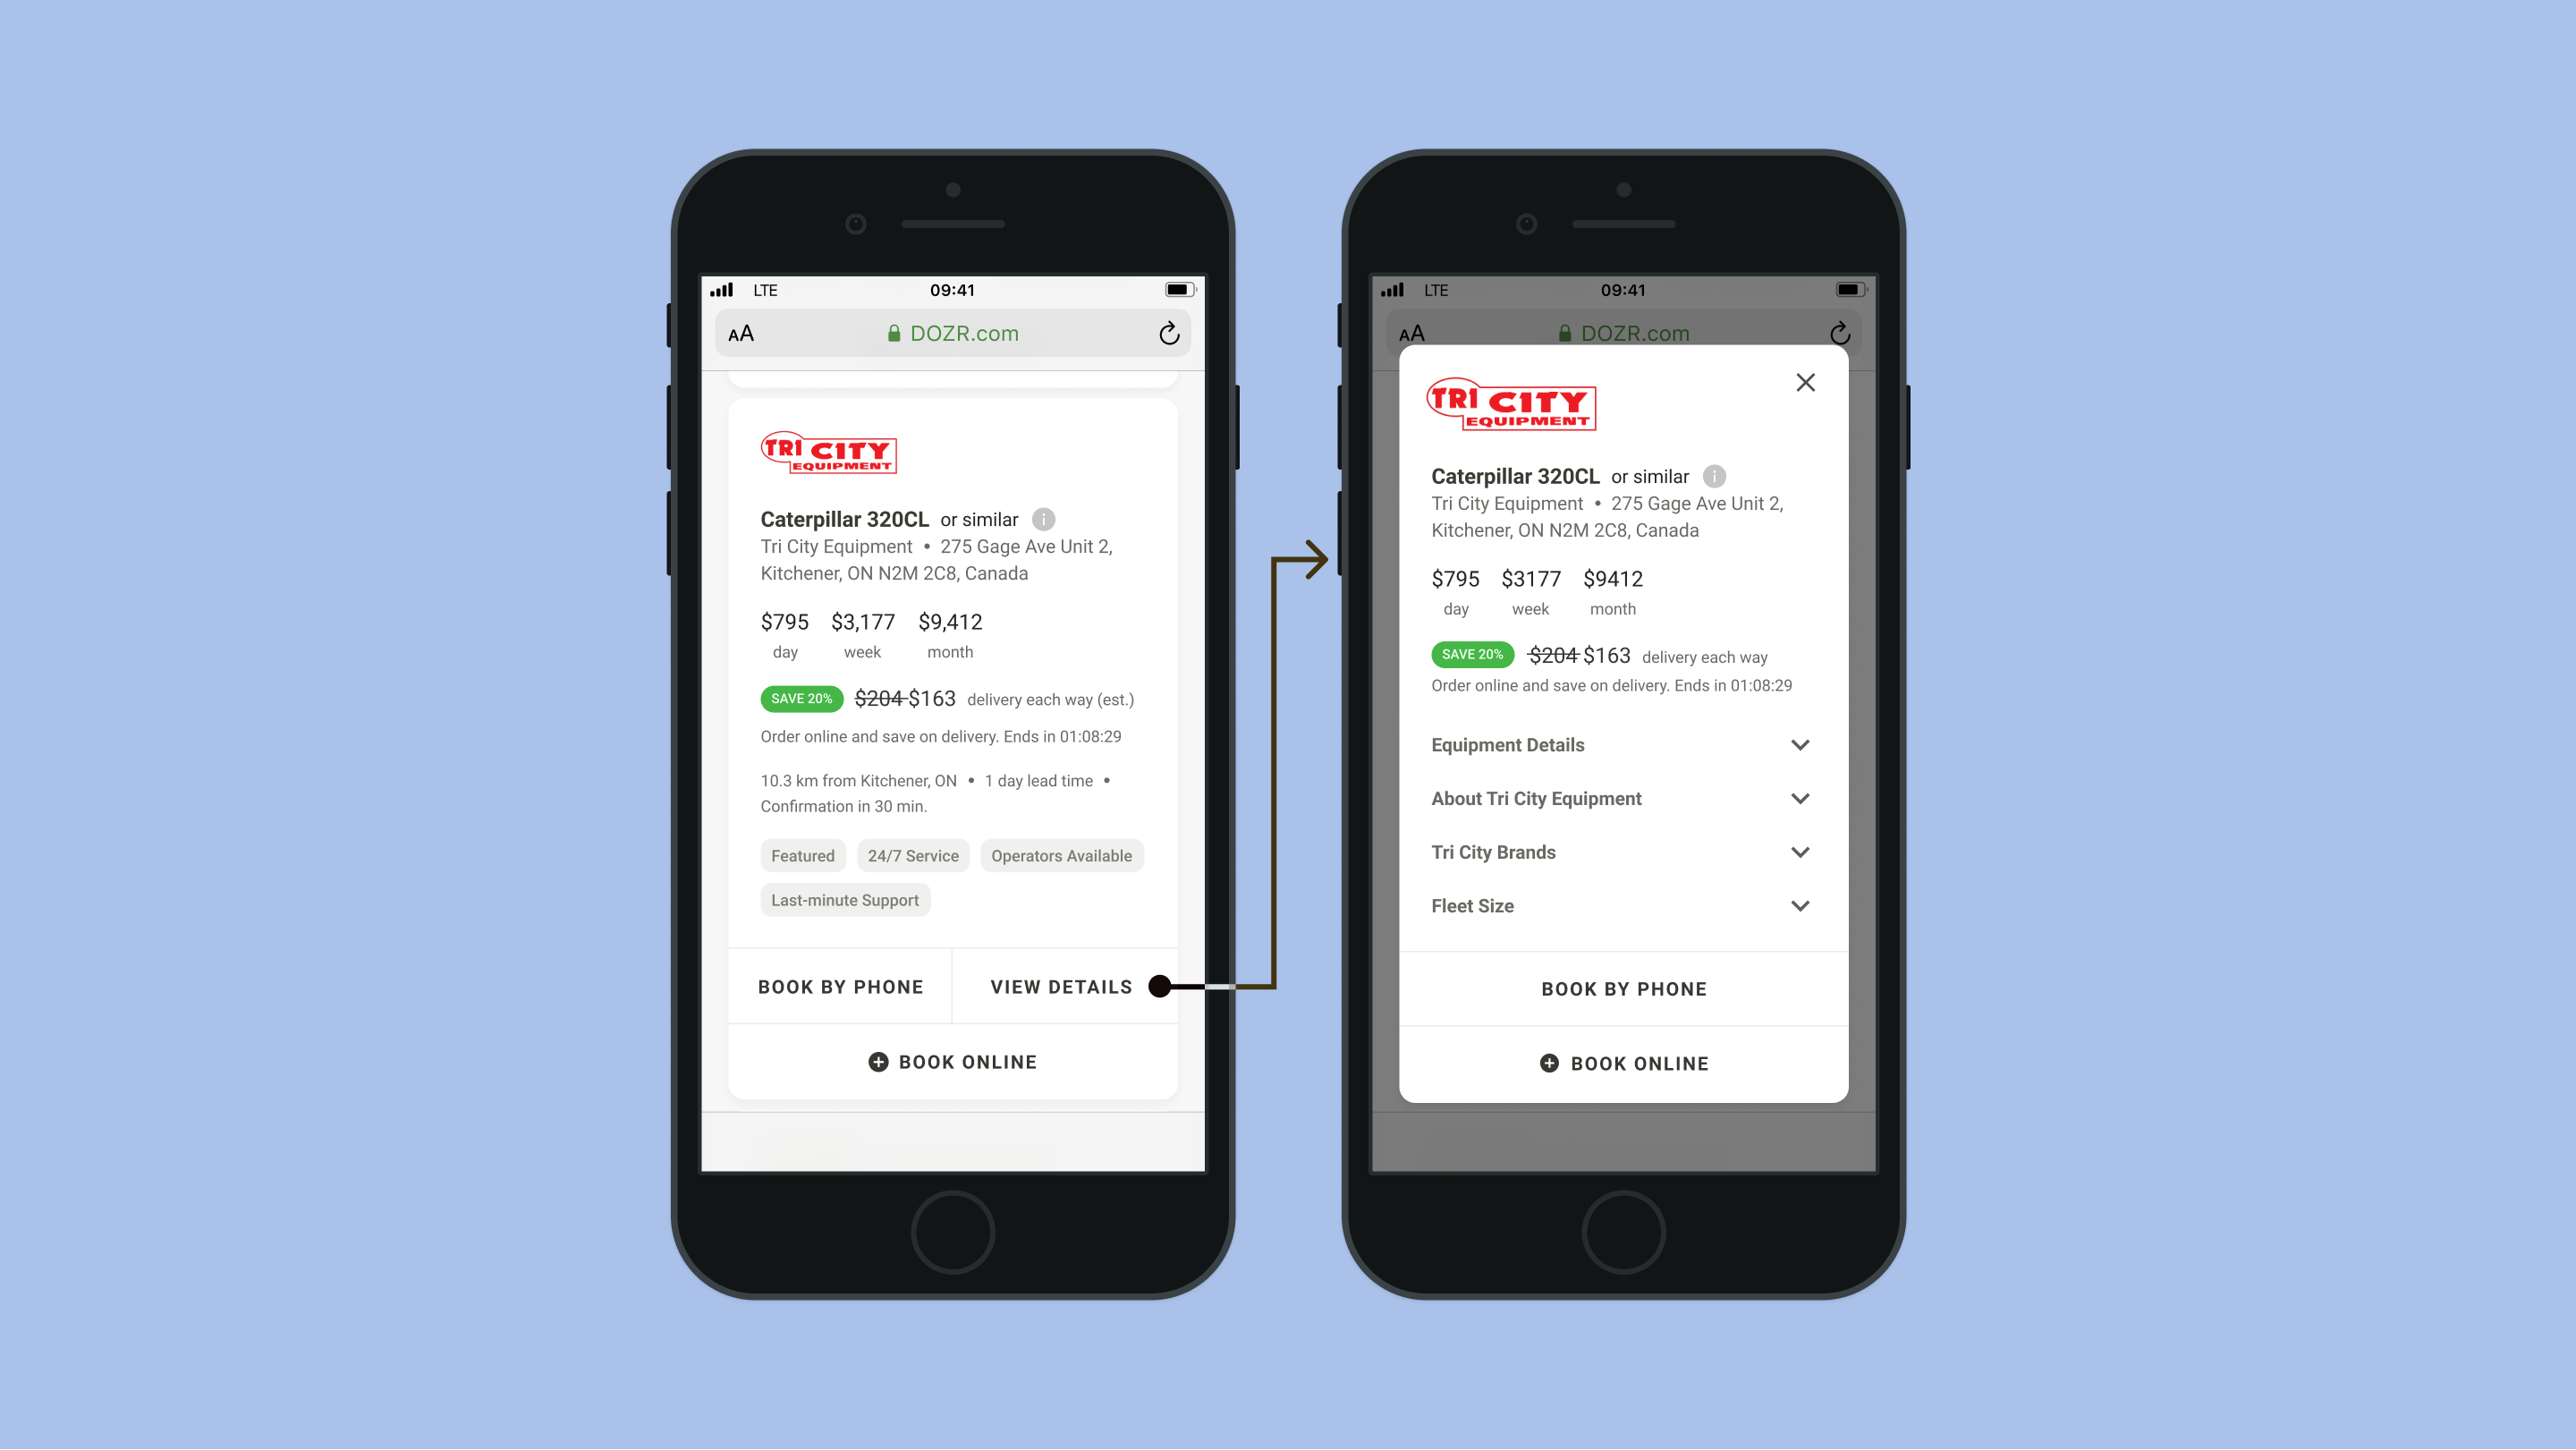 LTE 09:41
AA DOZR.com
TRI CITY
EQUIPMENT
Caterpillar 320CL or similar i
Tri City Equipment • 275 Gage Ave Unit 2,
Kitchener, ON N2M 2C8, Canada
$795 $3,177 $9,412
day week month
SAVE 20% $204 $163 delivery each way (est.)
Order online and save on delivery. Ends in 01:08:29
10.3 km from Kitchener, ON • 1 day lead time •
Confirmation in 30 min.
Featured 24/7 Service Operators Available
Last-minute Support
BOOK BY PHONE VIEW DETAILS
BOOK ONLINE
LTE 09:41
AA DOZR.com
TRI CITY
EQUIPMENT
Caterpillar 320CL or similar i
Tri City Equipment • 275 Gage Ave Unit 2,
Kitchener, ON N2M 2C8, Canada
$795 $3177 $9412
day week month
SAVE 20% $204 $163 delivery each way
Order online and save on delivery. Ends in 01:08:29
Equipment Details
About Tri City Equipment
Tri City Brands
Fleet Size
BOOK BY PHONE
BOOK ONLINE